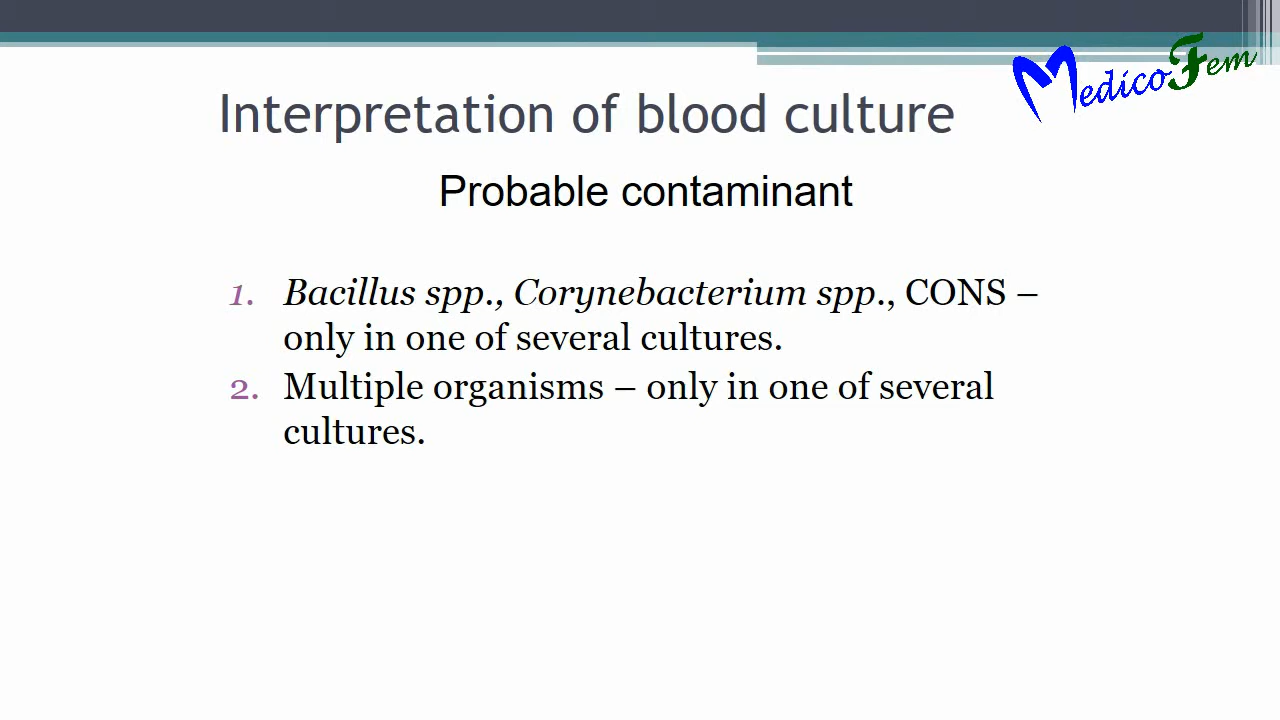 MedicoFem
Interpretation of blood culture
Probable contaminant
1. Bacillus spp., Corynebacterium spp., CONS –
only in one of several cultures.
2. Multiple organisms – only in one of several
cultures.